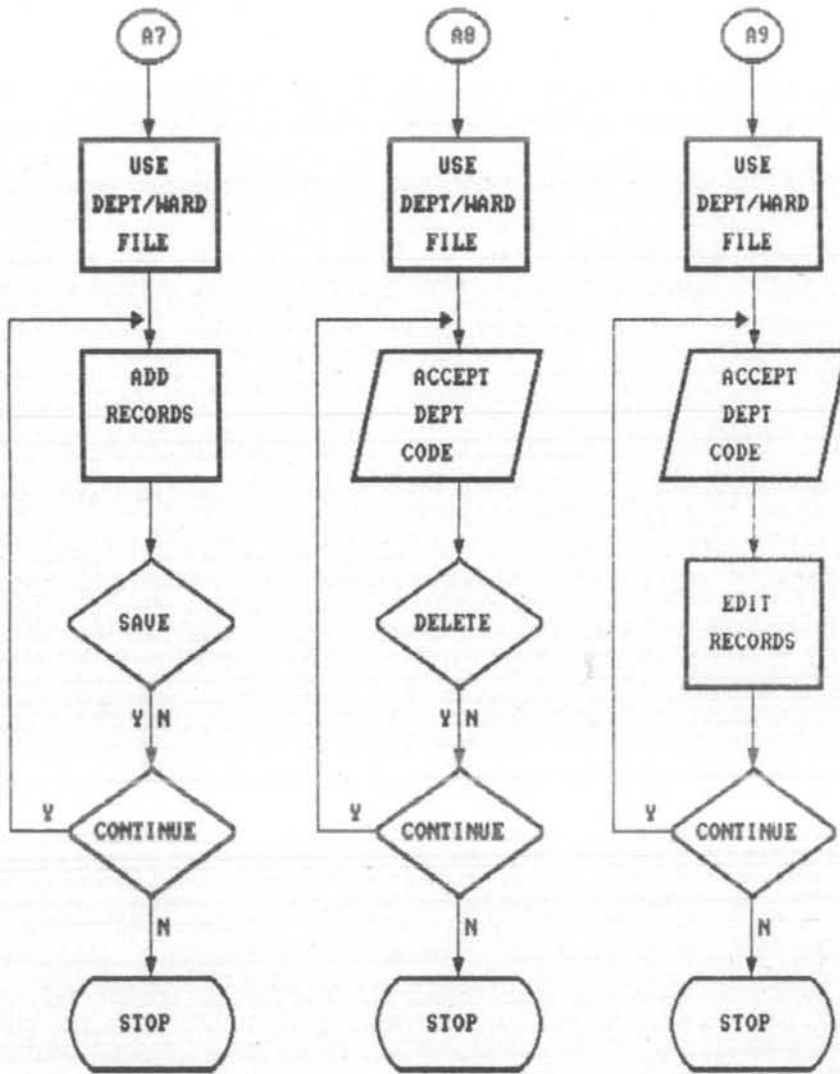 A7
USE
DEPT/WARD
FILE
ADD
RECORDS
SAVE
Y N
Y
CONTINUE
N
STOP
A8
USE
DEPT/WARD
FILE
ACCEPT
DEPT
CODE
DELETE
Y N
Y
CONTINUE
N
STOP
A9
USE
DEPT/WARD
FILE
ACCEPT
DEPT
CODE
EDIT
RECORDS
Y
CONTINUE
N
STOP